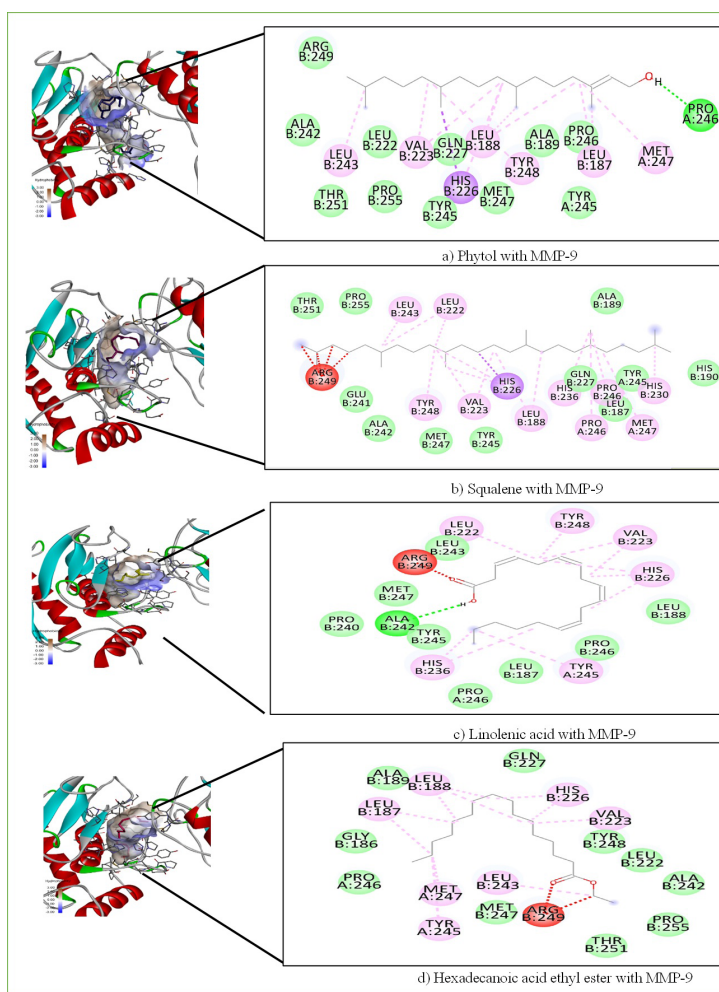 ARG
B:249
ALA
B:242
LEU
B:222
LEU
B:243
VAL
B:223
GLN
B:227
LEU
B:188
HIS
B:226
TYR
B:248
ALA
B:189
PRO
B:246
LEU
B:187
MET
A:247
PRO
A:246
THR
B:251
PRO
B:255
TYR
B:245
MET
B:247
TYR
A:245
a) Phytol with MMP-9
THR
B:251
PRO
B:255
LEU
B:243
LEU
B:222
ALA
B:189
ARG
B:249
GLU
B:241
ALA
B:242
TYR
B:248
MET
B:247
VAL
B:223
TYR
B:245
HIS
B:226
LEU
B:188
HIS
B:236
GLN
B:227
PRO
B:246
PRO
A:246
LEU
B:187
TYR
A:245
MET
A:247
HIS
B:230
HIS
B:190
b) Squalene with MMP-9
LEU
B:222
TYR
B:248
VAL
B:223
LEU
B:243
ARG
B:249
HIS
B:226
MET
B:247
LEU
B:188
PRO
B:240
ALA
B:242
TYR
B:245
PRO
B:246
HIS
B:236
LEU
B:187
TYR
A:245
PRO
A:246
c) Linolenic acid with MMP-9
GLN
B:227
ALA
B:189
LEU
B:188
HIS
B:226
LEU
B:187
VAL
B:223
GLY
B:186
TYR
B:248
LEU
B:222
PRO
A:246
MET
A:247
LEU
B:243
ALA
B:242
MET
B:247
ARG
B:249
PRO
B:255
TYR
A:245
THR
B:251
d) Hexadecanoic acid ethyl ester with MMP-9